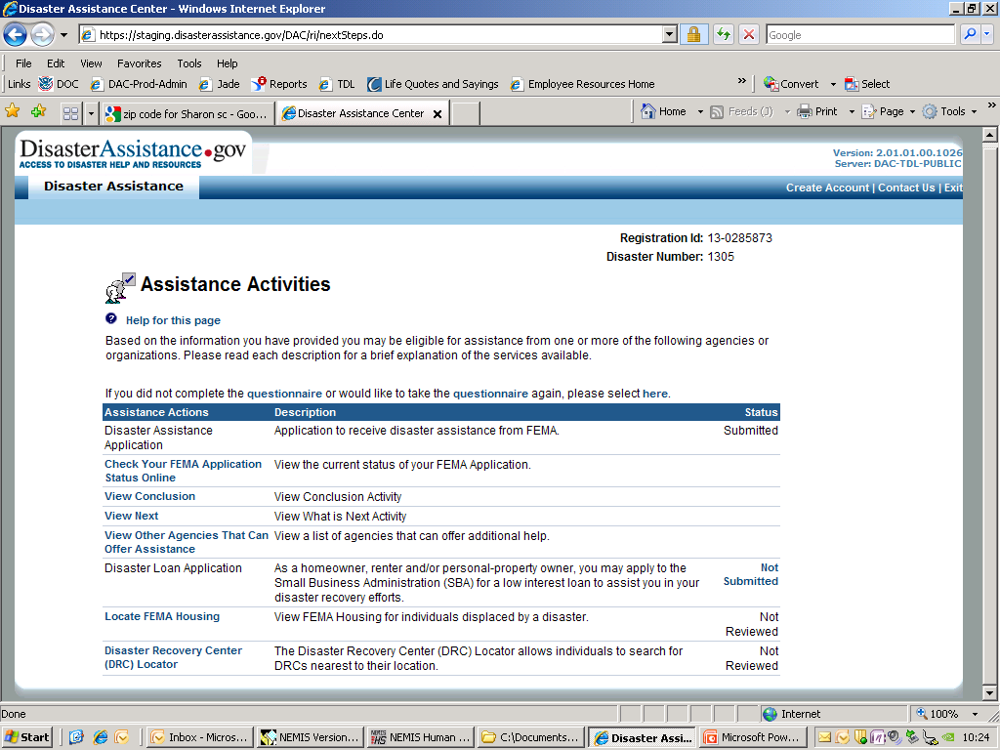 Disaster Assistance Center - Windows Internet Explorer
https://staging.disasterassistance.gov/DAC/ri/nextSteps.do
Google
File Edit View Favorites Tools Help
Links DOC DAC-Prod-Admin Jade Reports TDL Life Quotes and Sayings Employee Resources Home » Convert Select
zip code for Sharon sc - Goo... Disaster Assistance Center Home Feeds (J) Print Page Tools »
DisasterAssistance.gov
ACCESS TO DISASTER HELP AND RESOURCES
Version: 2.01.01.00.1026
Server: DAC-TDL-PUBLIC
Disaster Assistance
Create Account | Contact Us | Exit
Registration Id: 13-0285873
Disaster Number: 1305
Assistance Activities
? Help for this page
Based on the information you have provided you may be eligible for assistance from one or more of the following agencies or
organizations. Please read each description for a brief explanation of the services available.
If you did not complete the questionnaire or would like to take the questionnaire again, please select here.
Assistance Actions Description Status
Disaster Assistance Application to receive disaster assistance from FEMA. Submitted
Application
Check Your FEMA Application View the current status of your FEMA Application.
Status Online
View Conclusion View Conclusion Activity
View Next View What is Next Activity
View Other Agencies That Can View a list of agencies that can offer additional help.
Offer Assistance
Disaster Loan Application As a homeowner, renter and/or personal-property owner, you may apply to the Not
Small Business Administration (SBA) for a low interest loan to assist you in your Submitted
disaster recovery efforts.
Locate FEMA Housing View FEMA Housing for individuals displaced by a disaster. Not
Reviewed
Disaster Recovery Center The Disaster Recovery Center (DRC) Locator allows individuals to search for Not
(DRC) Locator DRCs nearest to their location. Reviewed
Done Internet 100%
Start Inbox - Micros... NEMIS Version... NEMIS Human ... C:\Documents... Disaster Assi... Microsoft Pow... 10:24